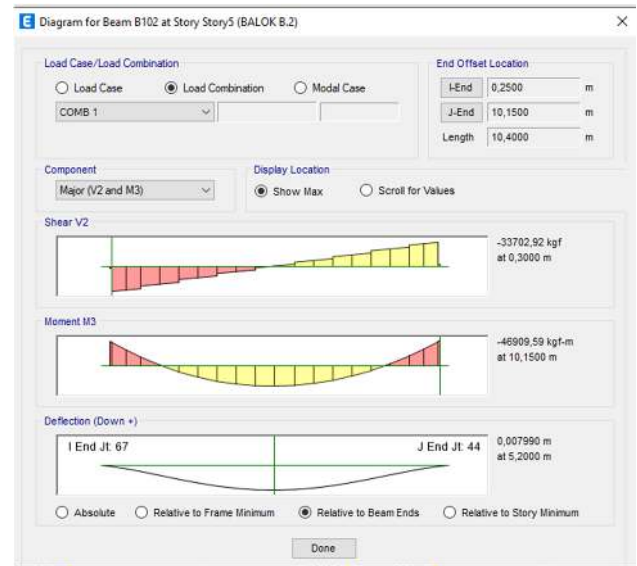 E Diagram for Beam B102 at Story Story5 (BALOK B.2)
Load Case/Load Combination
Load Case Load Combination Modal Case
COMB 1
End Offset Location
I-End 0,2500 m
J-End 10,1500 m
Length 10,4000 m
Component
Major (V2 and M3)
Display Location
Show Max Scroll for Values
Shear V2
-33702,92 kgf
at 0,3000 m
Moment M3
-46909,59 kgf-m
at 10,1500 m
Deflection (Down +)
I End Jt: 67 J End Jt: 44
0,007990 m
at 5,2000 m
Absolute Relative to Frame Minimum Relative to Beam Ends Relative to Story Minimum
Done